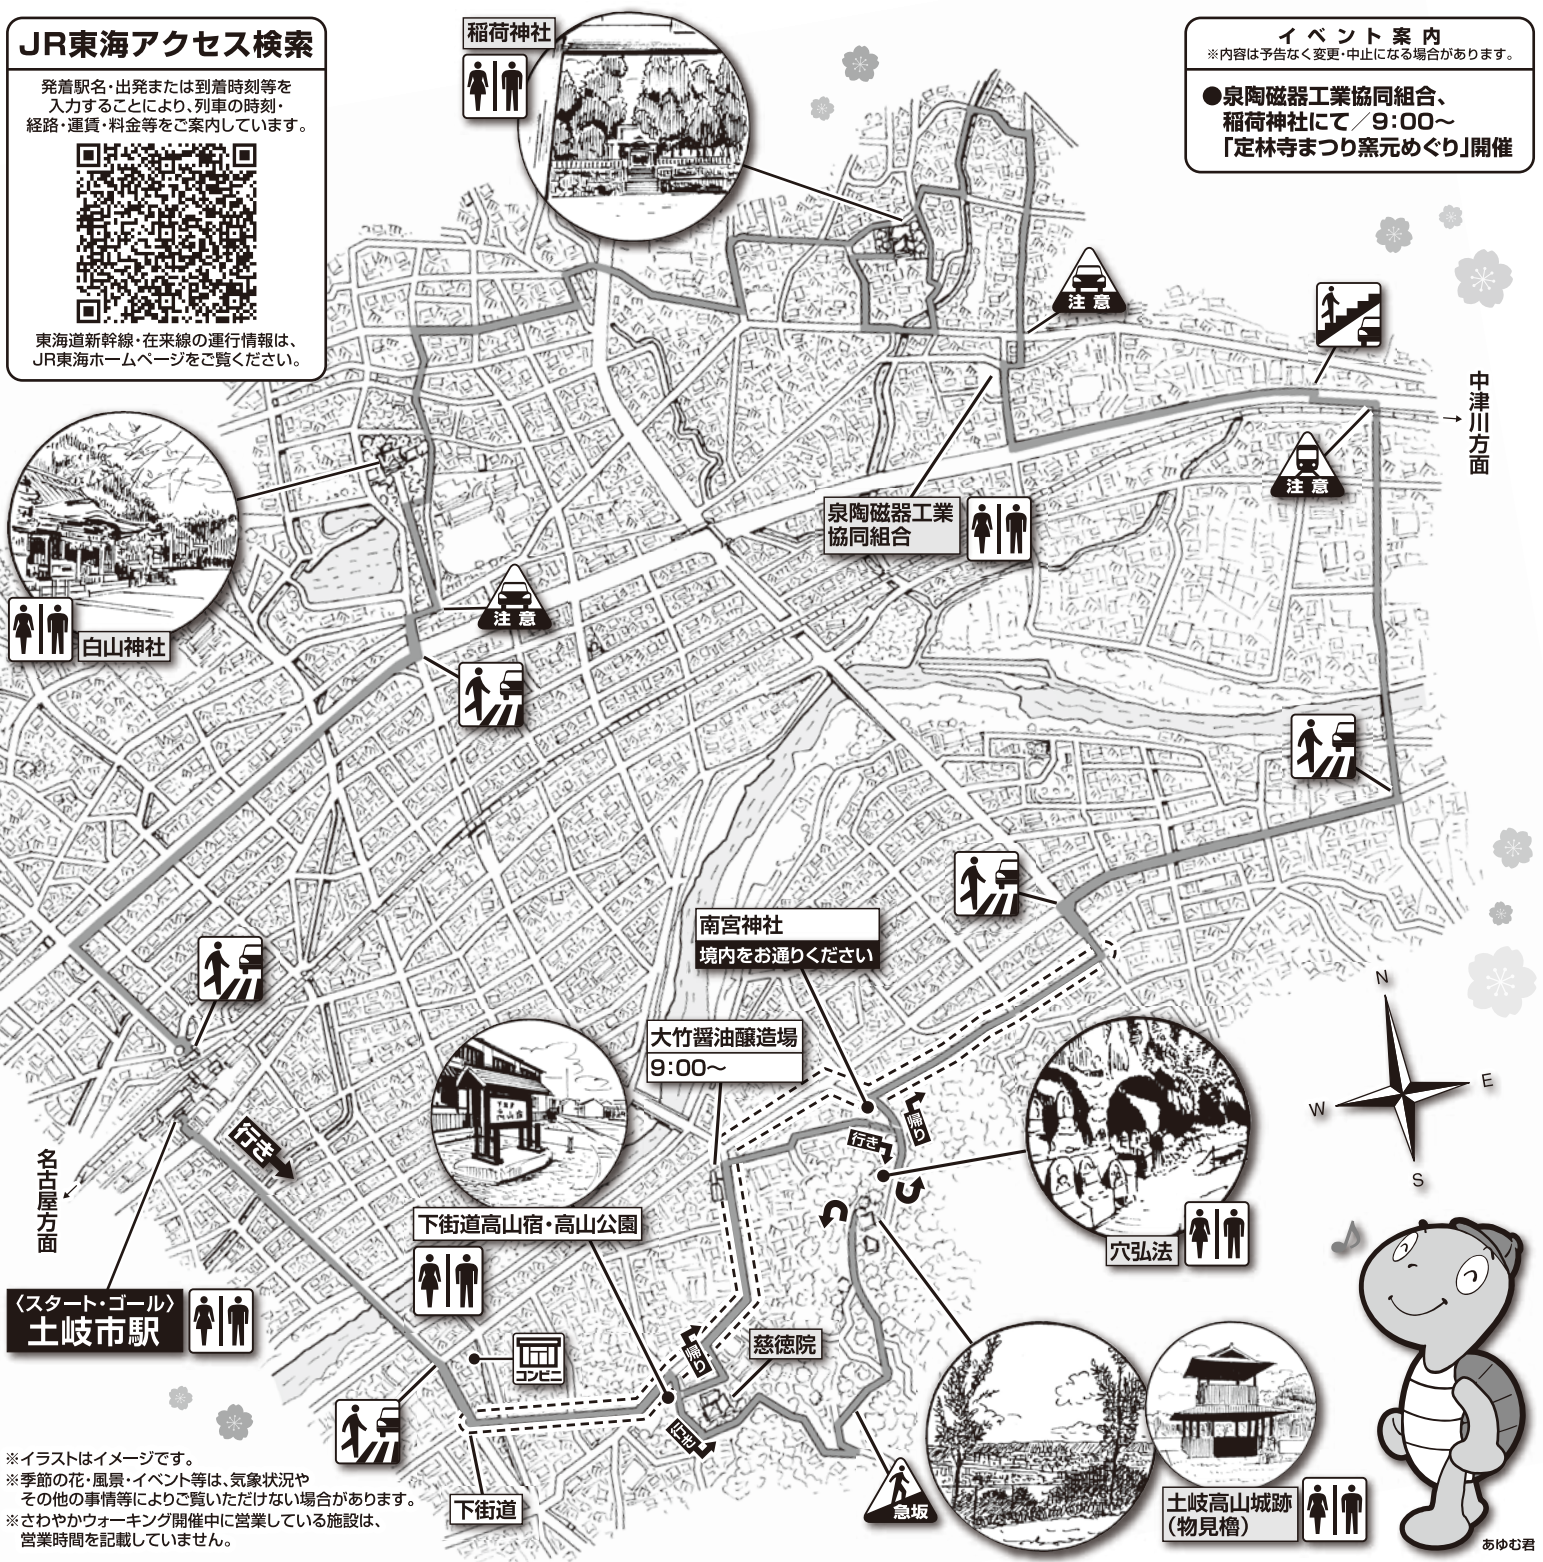 JR東海アクセス検索
発着駅名・出発または到着時刻等を
入力することにより、列車の時刻・
経路・運賃・料金等をご案内しています。
東海道新幹線・在来線の運行情報は、
JR東海ホームページをご覧ください。
稲荷神社
イベント案内
※内容は予告なく変更・中止になる場合があります。
●泉陶磁器工業協同組合、
稲荷神社にて／9：00～
「定林寺まつり窯元めぐり」開催
注意
中津川方面
注意
泉陶磁器工業
協同組合
注意
白山神社
南宮神社
境内をお通りください
大竹醤油醸造場
9：00～
N
E
W
S
帰り
行き
行き
名古屋方面
下街道高山宿・高山公園
穴弘法
〈スタート・ゴール〉
土岐市駅
コンビニ
帰り
慈徳院
行き
急坂
下街道
土岐高山城跡
（物見櫓）
あゆむ君
※イラストはイメージです。
※季節の花・風景・イベント等は、気象状況や
その他の事情等によりご覧いただけない場合があります。
※さわやかウォーキング開催中に営業している施設は、
営業時間を記載していません。